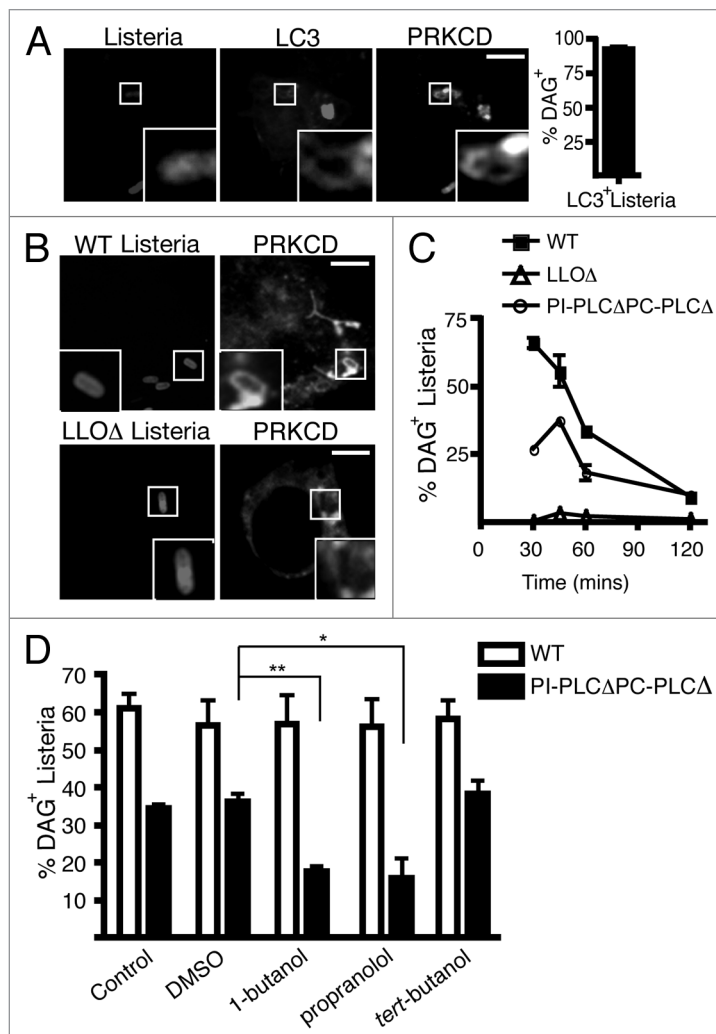 A
Listeria LC3 PRKCD
% DAG⁺
100
75
50
25
LC3⁺Listeria
B
WT Listeria PRKCD
LLOΔ Listeria PRKCD
C
WT
LLOΔ
PI-PLCΔPC-PLCΔ
% DAG⁺ Listeria
75
50
25
0 30 60 90 120
Time (mins)
D
WT
PI-PLCΔPC-PLCΔ
% DAG⁺ Listeria
70
60
50
40
30
20
10
* 
**
Control DMSO 1-butanol propranolol tert-butanol